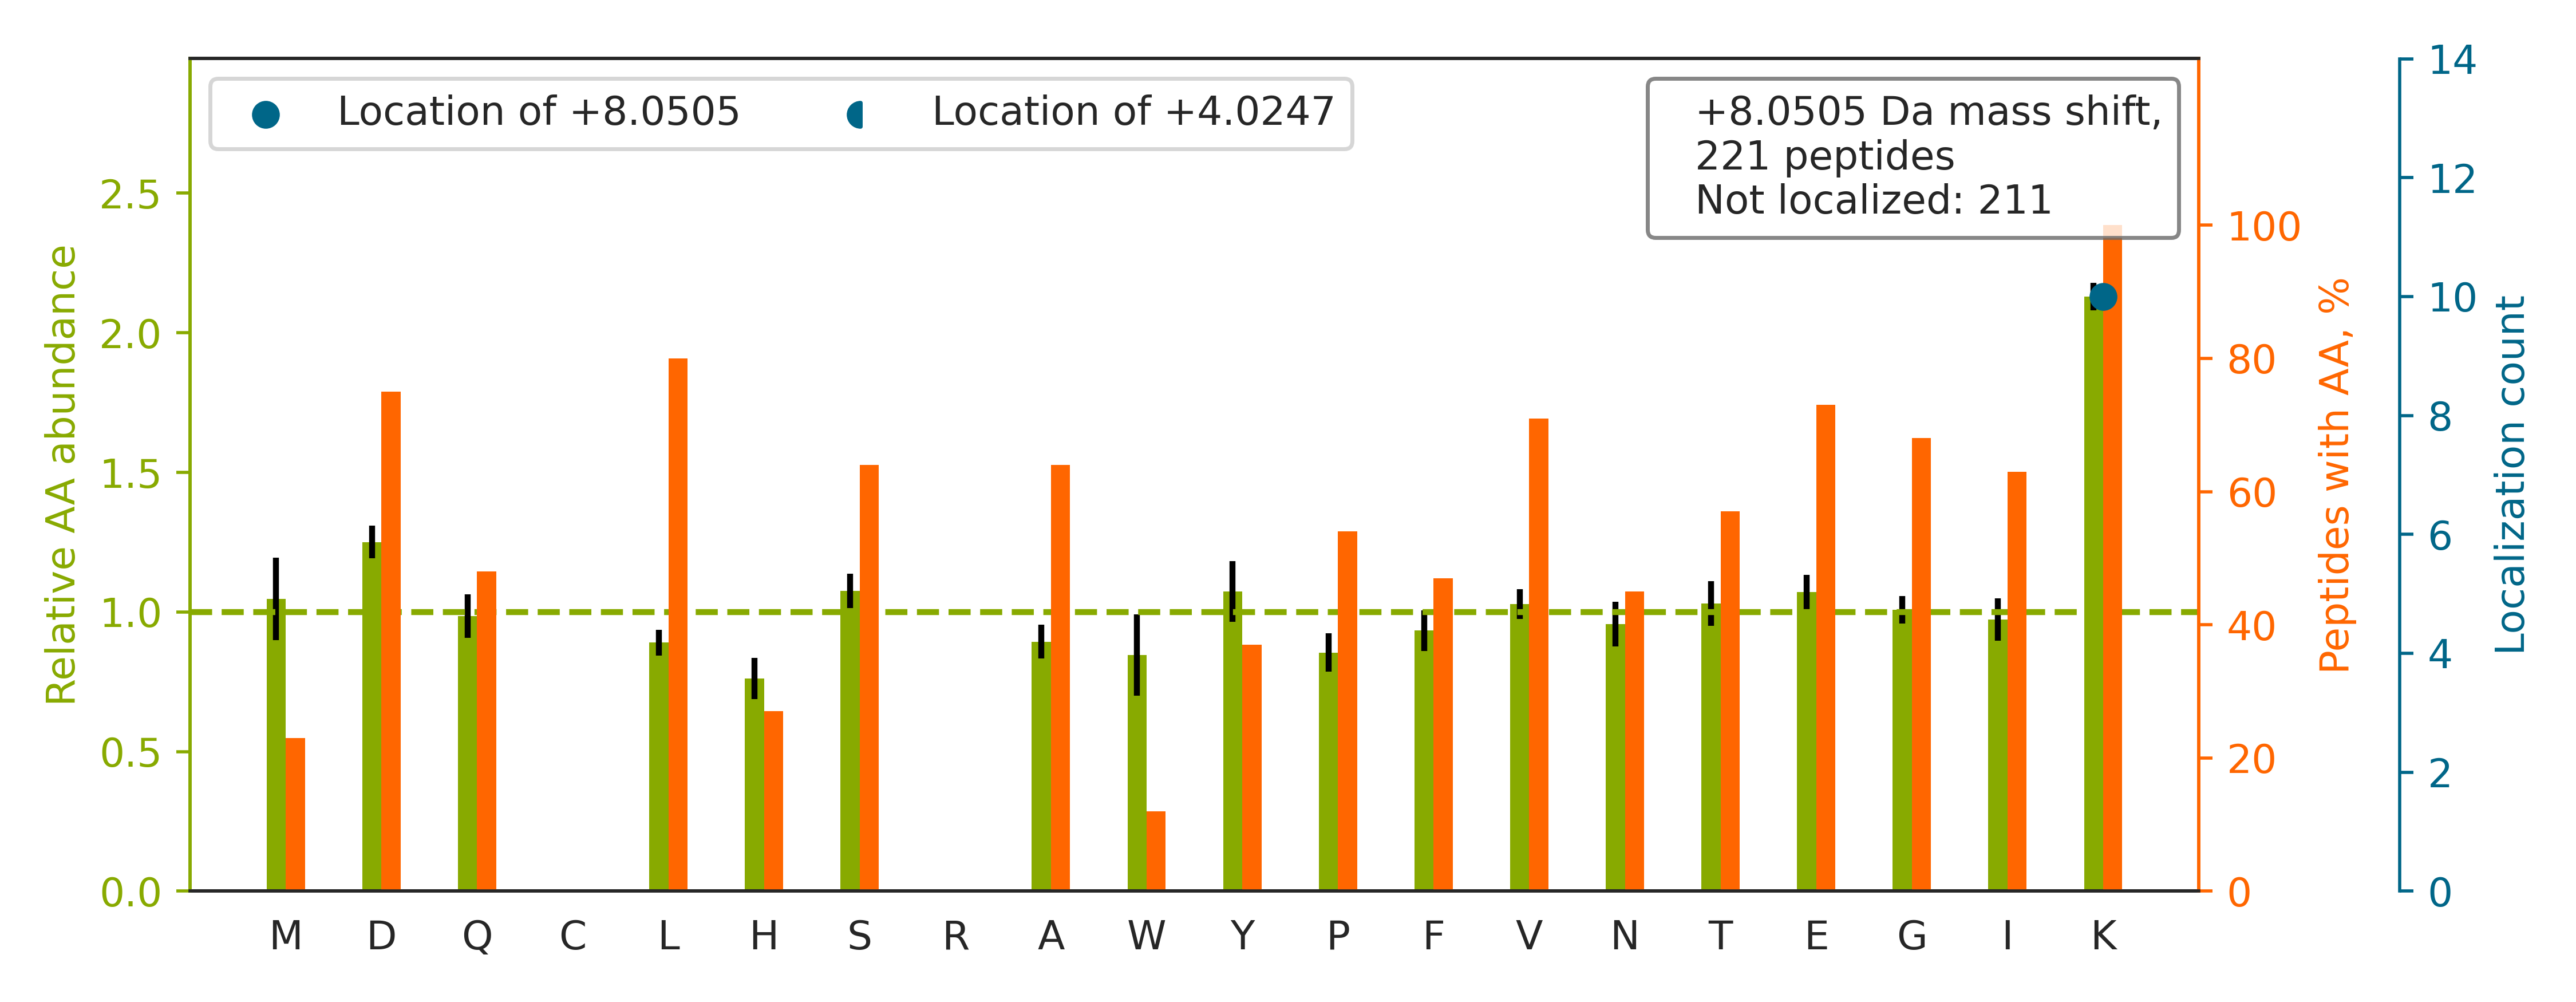 Location of +8.0505
Location of +4.0247
+8.0505 Da mass shift,
221 peptides
Not localized: 211
Relative AA abundance
2.5
2.0
1.5
1.0
0.5
0.0
M D Q C L H S R A W Y P F V N T E G I K
100
80
60
40
20
0
Peptides with AA, %
14
12
10
8
6
4
2
0
Localization count